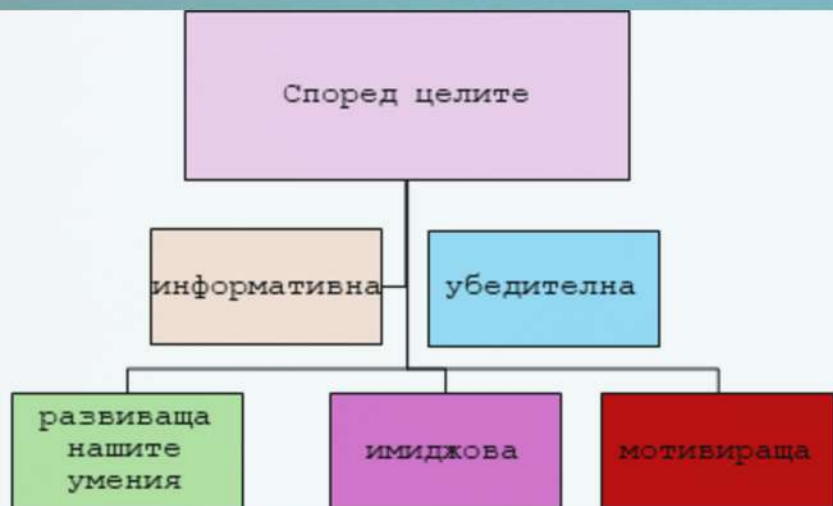 Според целите
информативна
убедителна
развиваща
нашите
умения
имиджова
мотивираща